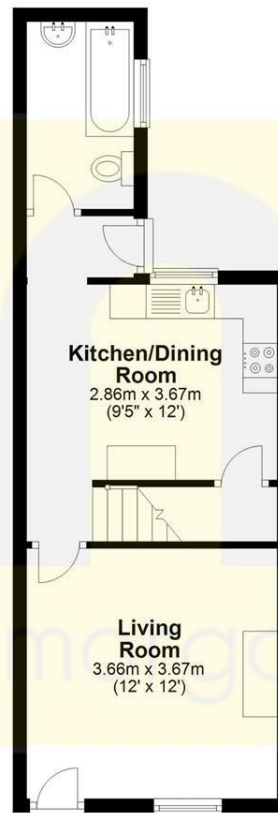 Kitchen/Dining
Room
2.86m x 3.67m
(9'5" x 12')
Living
Room
3.66m x 3.67m
(12' x 12')